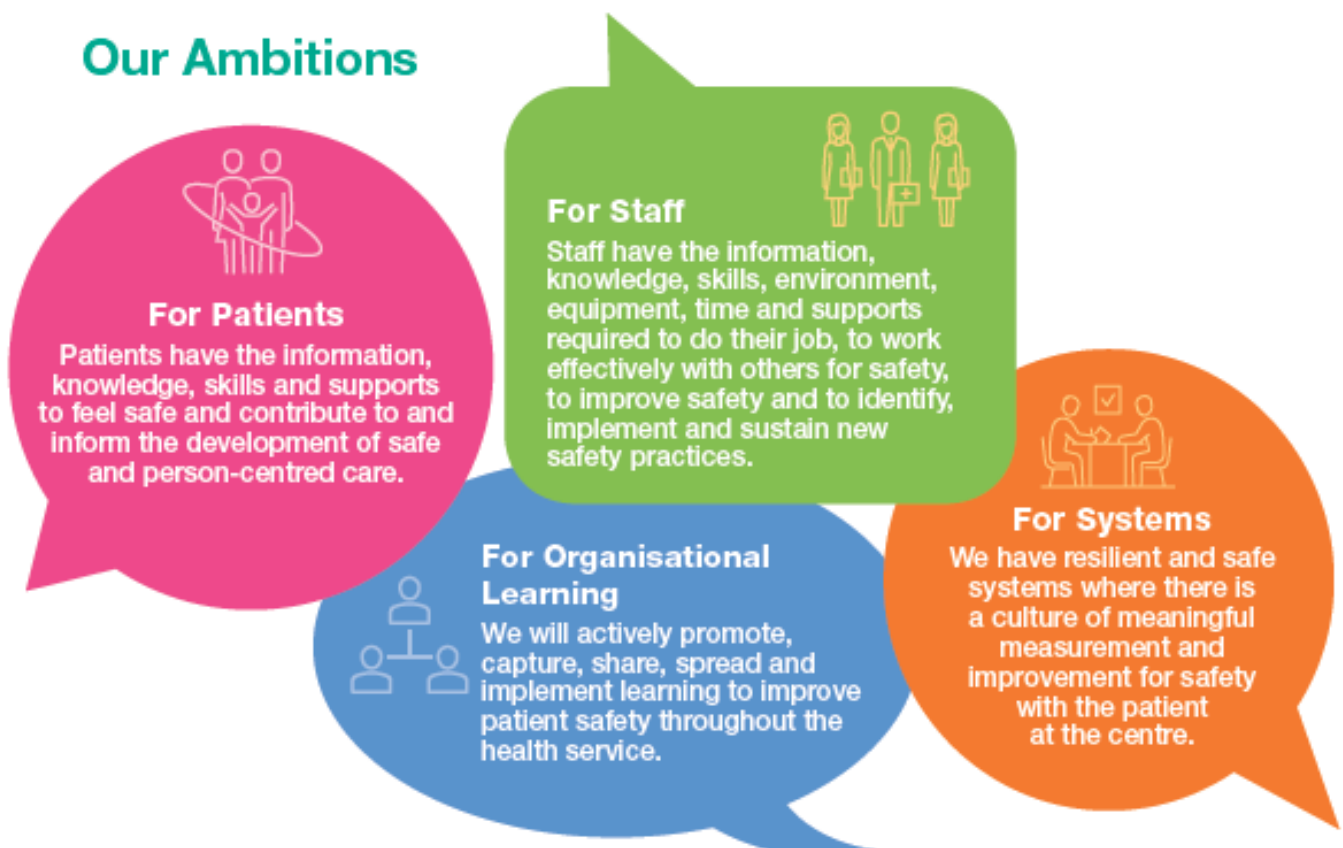 Our Ambitions
For Patients
Patients have the information,
knowledge, skills and supports
to feel safe and contribute to and
inform the development of safe
and person-centred care.
For Staff
Staff have the information,
knowledge, skills, environment,
equipment, time and supports
required to do their job, to work
effectively with others for safety,
to improve safety and to identify,
implement and sustain new
safety practices.
For Organisational
Learning
We will actively promote,
capture, share, spread and
implement learning to improve
patient safety throughout the
health service.
For Systems
We have resilient and safe
systems where there is
a culture of meaningful
measurement and
improvement for safety
with the patient
at the centre.